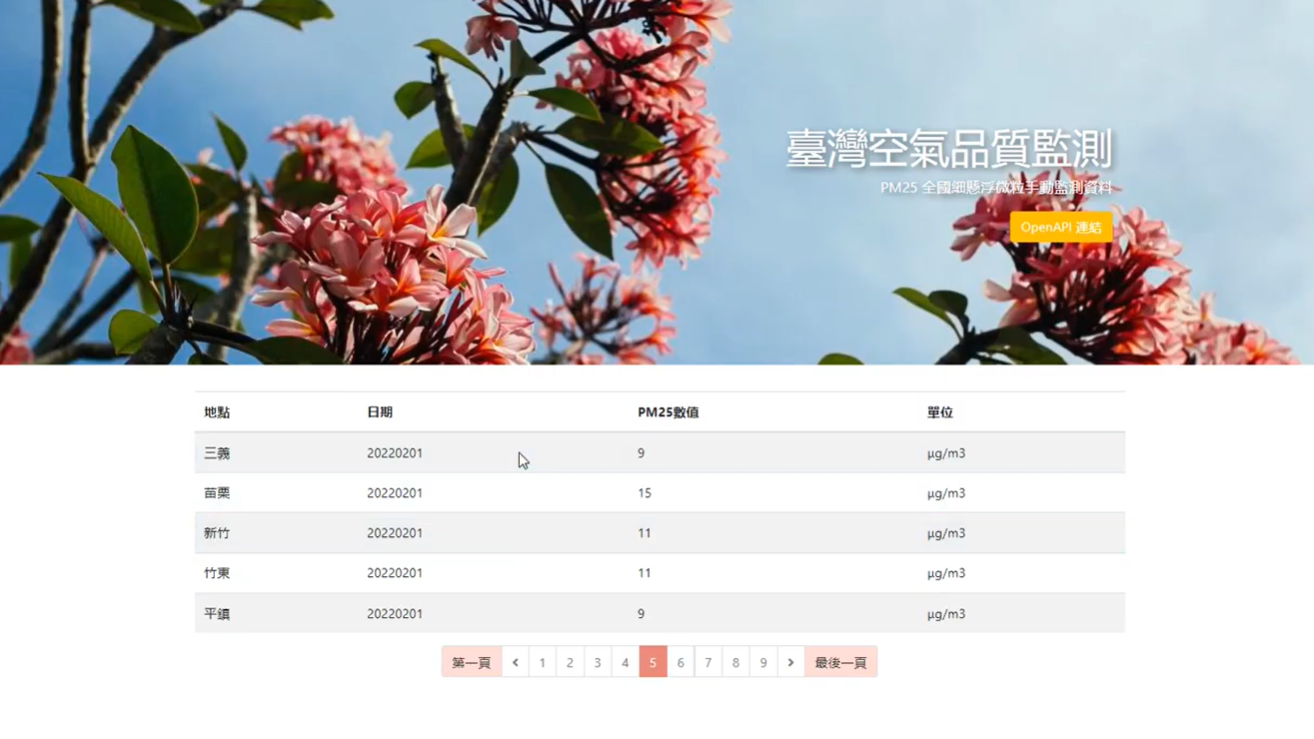 臺灣空氣品質監測
PM25 全國細懸浮微粒手動監測資料
OpenAPI 連結
地點 日期 PM25數值 單位
三義 20220201 9 μg/m3
苗栗 20220201 15 μg/m3
新竹 20220201 11 μg/m3
竹東 20220201 11 μg/m3
平鎮 20220201 9 μg/m3
第一頁 < 1 2 3 4 5 6 7 8 9 > 最後一頁